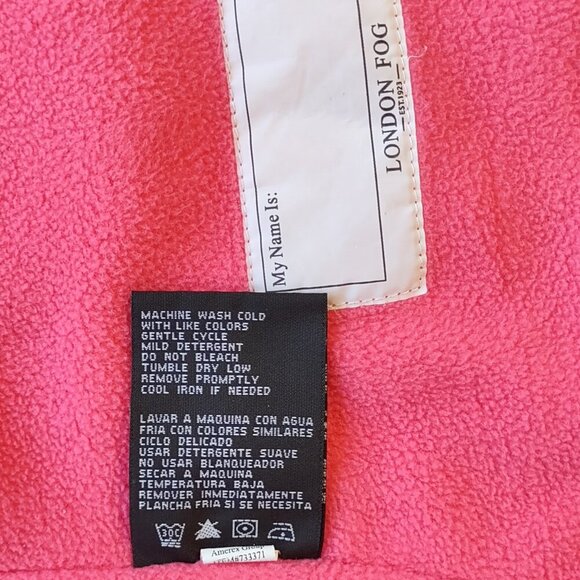 LONDON FOG
EST.1923
My Name Is:
MACHINE WASH COLD
WITH LIKE COLORS
GENTLE CYCLE
MILD DETERGENT
DO NOT BLEACH
TUMBLE DRY LOW
REMOVE PROMPTLY
COOL IRON IF NEEDED
LAVAR A MAQUINA CON AGUA
FRIA CON COLORES SIMILARES
CICLO DELICADO
USAR DETERGENTE SUAVE
NO USAR BLANQUEADOR
SECAR A MAQUINA
TEMPERATURA BAJA
REMOVER INMEDIATAMENTE
PLANCHA FRIA SI SE NECESITA
30C
Amerex Group